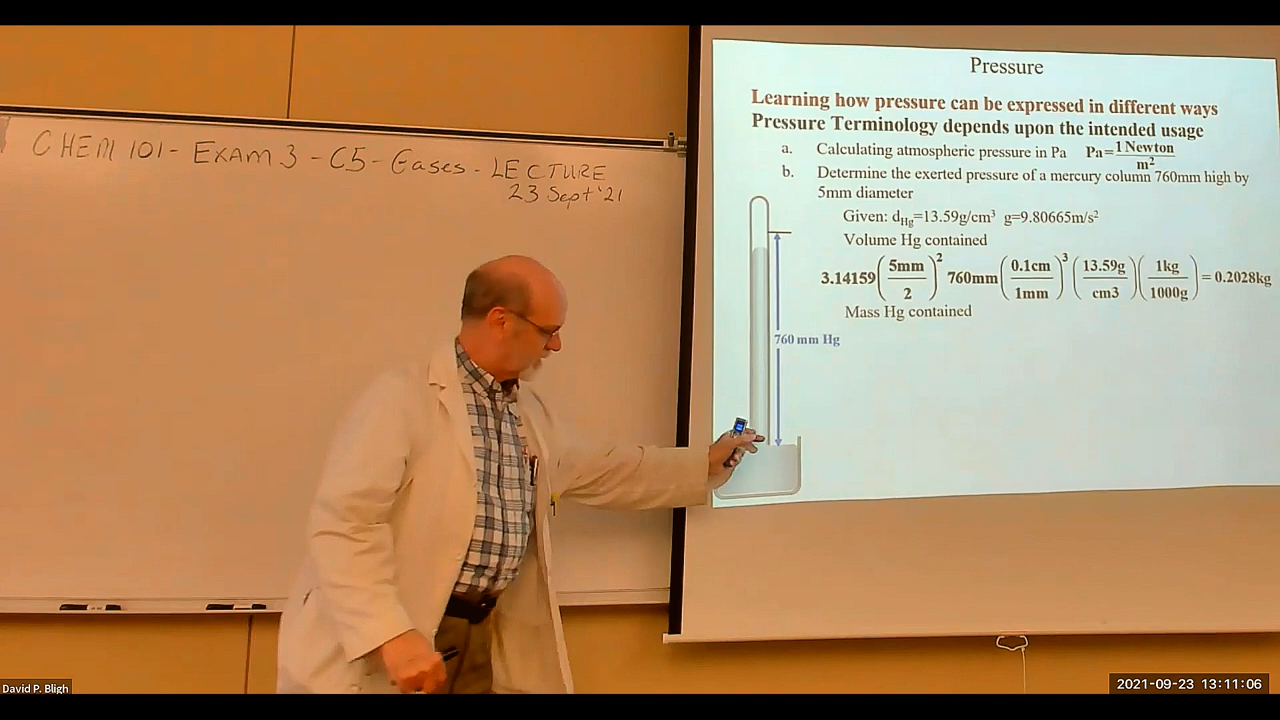 CHEM 101 - EXAM 3 - C5 - Gases - LECTURE
23 Sept '21
Pressure
Learning how pressure can be expressed in different ways
Pressure Terminology depends upon the intended usage
a. Calculating atmospheric pressure in Pa Pa=1 Newton/m²
b. Determine the exerted pressure of a mercury column 760mm high by
5mm diameter
Given: dHg=13.59g/cm³ g=9.80665m/s²
Volume Hg contained
3.14159(5mm/2)² 760mm(0.1cm/1mm)³(13.59g/cm3)(1kg/1000g)=0.2028kg
Mass Hg contained
760 mm Hg
David P. Bligh
2021-09-23 13:11:06